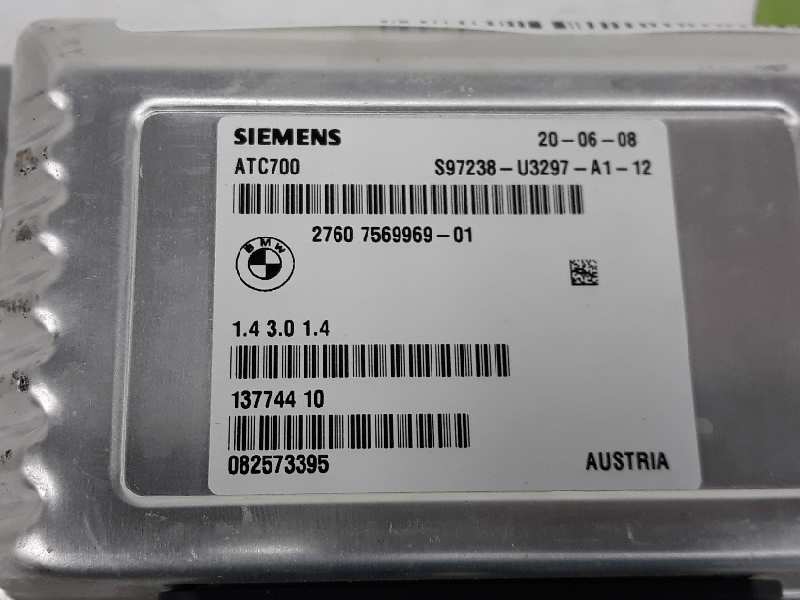 SIEMENS 20-06-08
ATC700 S97238-U3297-A1-12
2760 7569969-01
BMW
1.4 3.0 1.4
137744 10
082573395 AUSTRIA